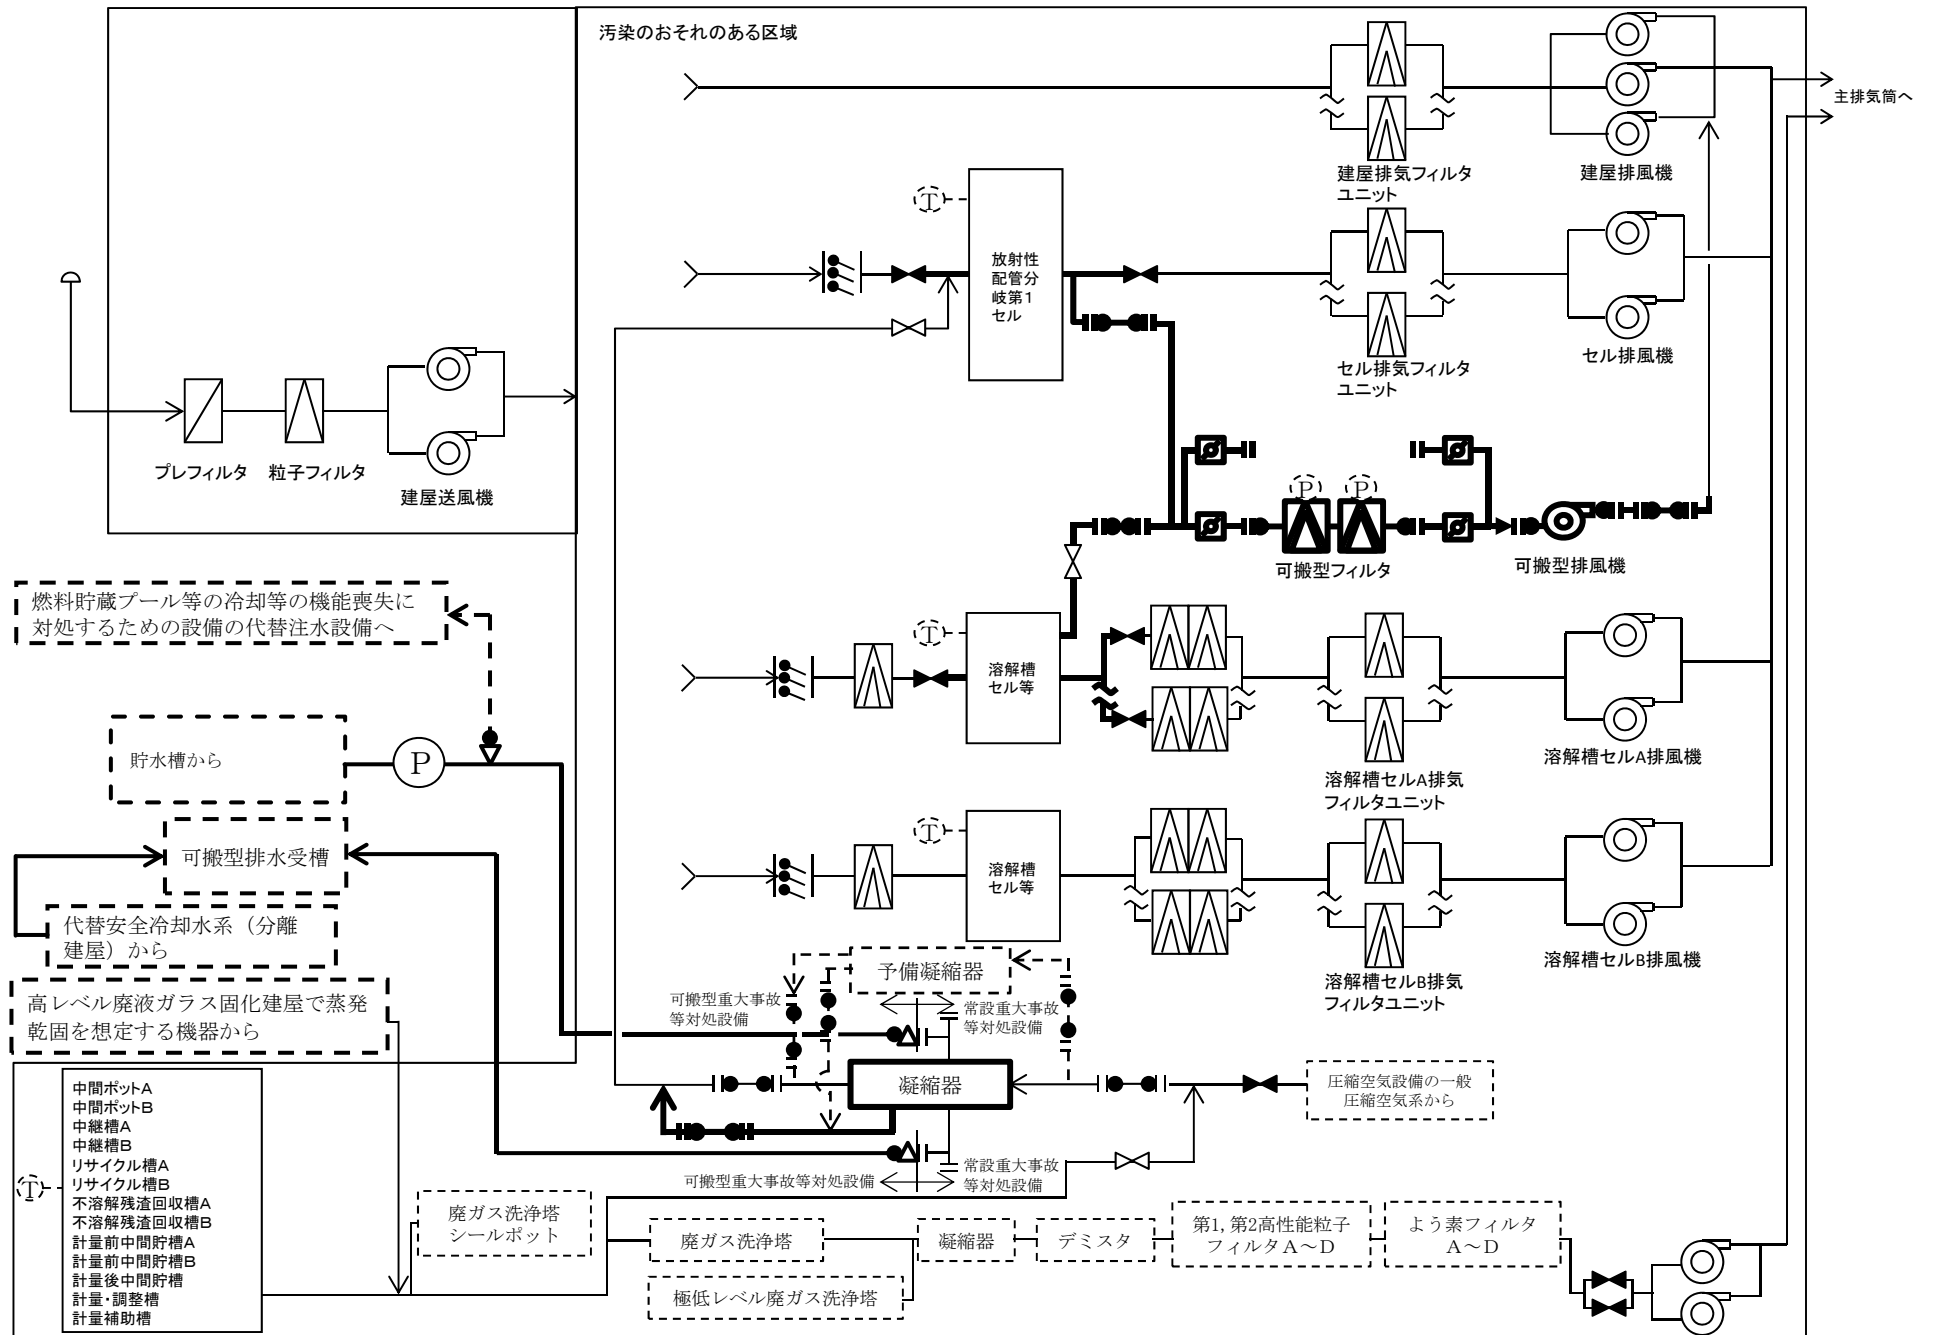 汚染のおそれのある区域
主排気筒へ
建屋排気フィルタ
ユニット
建屋排風機
T
放射性
配管分
岐第1
セル
セル排気フィルタ
ユニット
セル排風機
プレフィルタ
粒子フィルタ
建屋送風機
P
P
可搬型フィルタ
可搬型排風機
燃料貯蔵プール等の冷却等の機能喪失に
対処するための設備の代替注水設備へ
T
溶解槽
セル等
溶解槽セルA排気
フィルタユニット
溶解槽セルA排風機
貯水槽から
P
可搬型排水受槽
代替安全冷却水系（分離
建屋）から
T
溶解槽
セル等
溶解槽セルB排気
フィルタユニット
溶解槽セルB排風機
高レベル廃液ガラス固化建屋で蒸発
乾固を想定する機器から
予備凝縮器
可搬型重大事故
等対処設備
常設重大事故
等対処設備
凝縮器
圧縮空気設備の一般
圧縮空気系から
可搬型重大事故等対処設備
常設重大事故
等対処設備
T
中間ポットA
中間ポットB
中継槽A
中継槽B
リサイクル槽A
リサイクル槽B
不溶解残渣回収槽A
不溶解残渣回収槽B
計量前中間貯槽A
計量前中間貯槽B
計量後中間貯槽
計量・調整槽
計量補助槽
廃ガス洗浄塔
シールポット
廃ガス洗浄塔
凝縮器
デミスタ
第1,第2高性能粒子
フィルタA～D
よう素フィルタ
A～D
極低レベル廃ガス洗浄塔